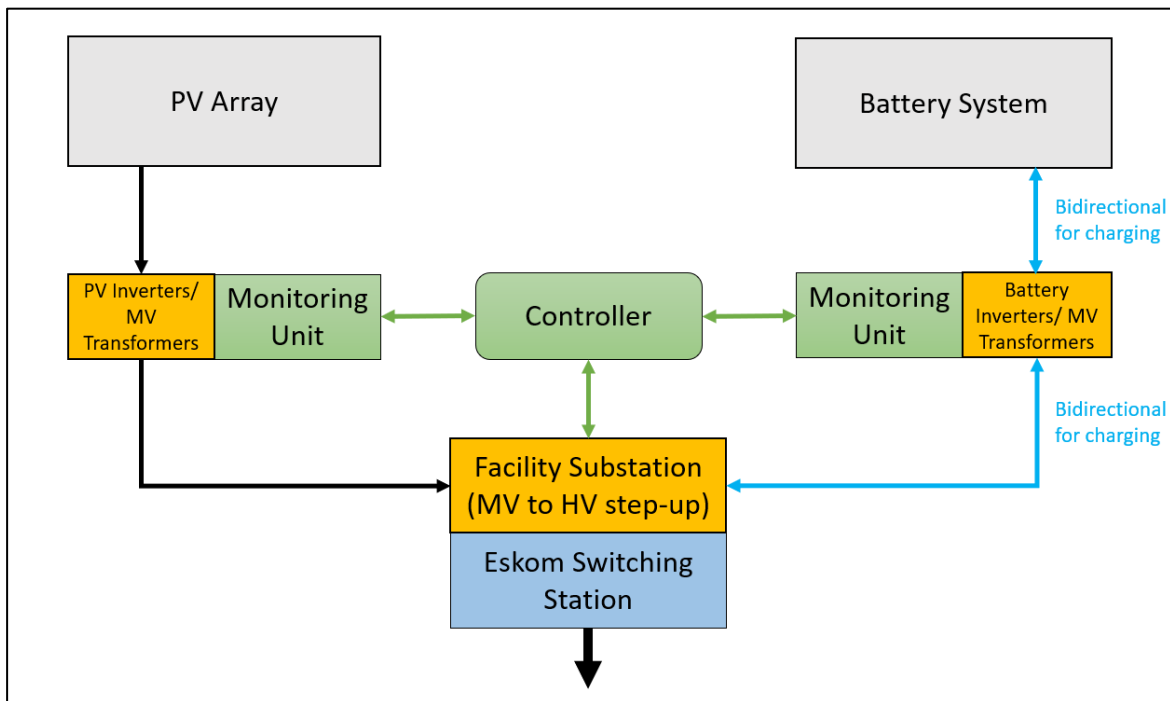 PV Array
Battery System
Bidirectional
for charging
PV Inverters/
MV
Transformers
Monitoring
Unit
Controller
Monitoring
Unit
Battery
Inverters/ MV
Transformers
Bidirectional
for charging
Facility Substation
(MV to HV step-up)
Eskom Switching
Station